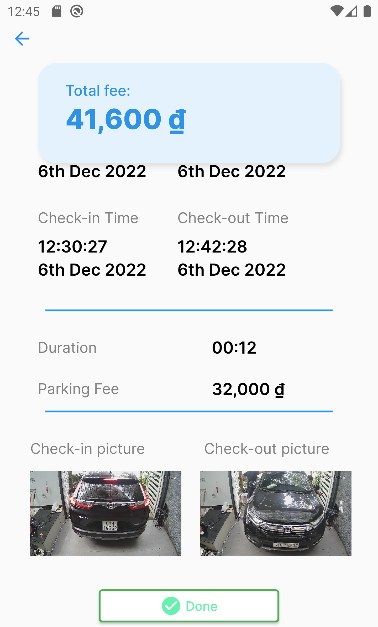 12:45
Total fee:
41,600 ₫
6th Dec 2022 6th Dec 2022
Check-in Time Check-out Time
12:30:27 12:42:28
6th Dec 2022 6th Dec 2022
Duration 00:12
Parking Fee 32,000 ₫
Check-in picture Check-out picture
Done